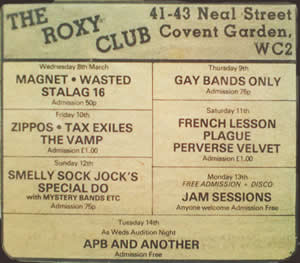 THE ROXY CLUB
41-43 Neal Street
Covent Garden,
WC2
Wednesday 8th March
MAGNET • WASTED
STALAG 16
Admission 50p
Thursday 9th
GAY BANDS ONLY
Admission 75p
Friday 10th
ZIPPOS • TAX EXILES
THE VAMP
Admission £1.00
Saturday 11th
FRENCH LESSON
PLAGUE
PERVERSE VELVET
Admission £1.00
Sunday 12th
SMELLY SOCK JOCK'S
SPECIAL DO
with MYSTERY BANDS ETC
Admission 75p
Monday 13th
FREE ADMISSION + DISCO
JAM SESSIONS
Anyone welcome Admission Free
Tuesday 14th
As Weds Audition Night
APB AND ANOTHER
Admission Free